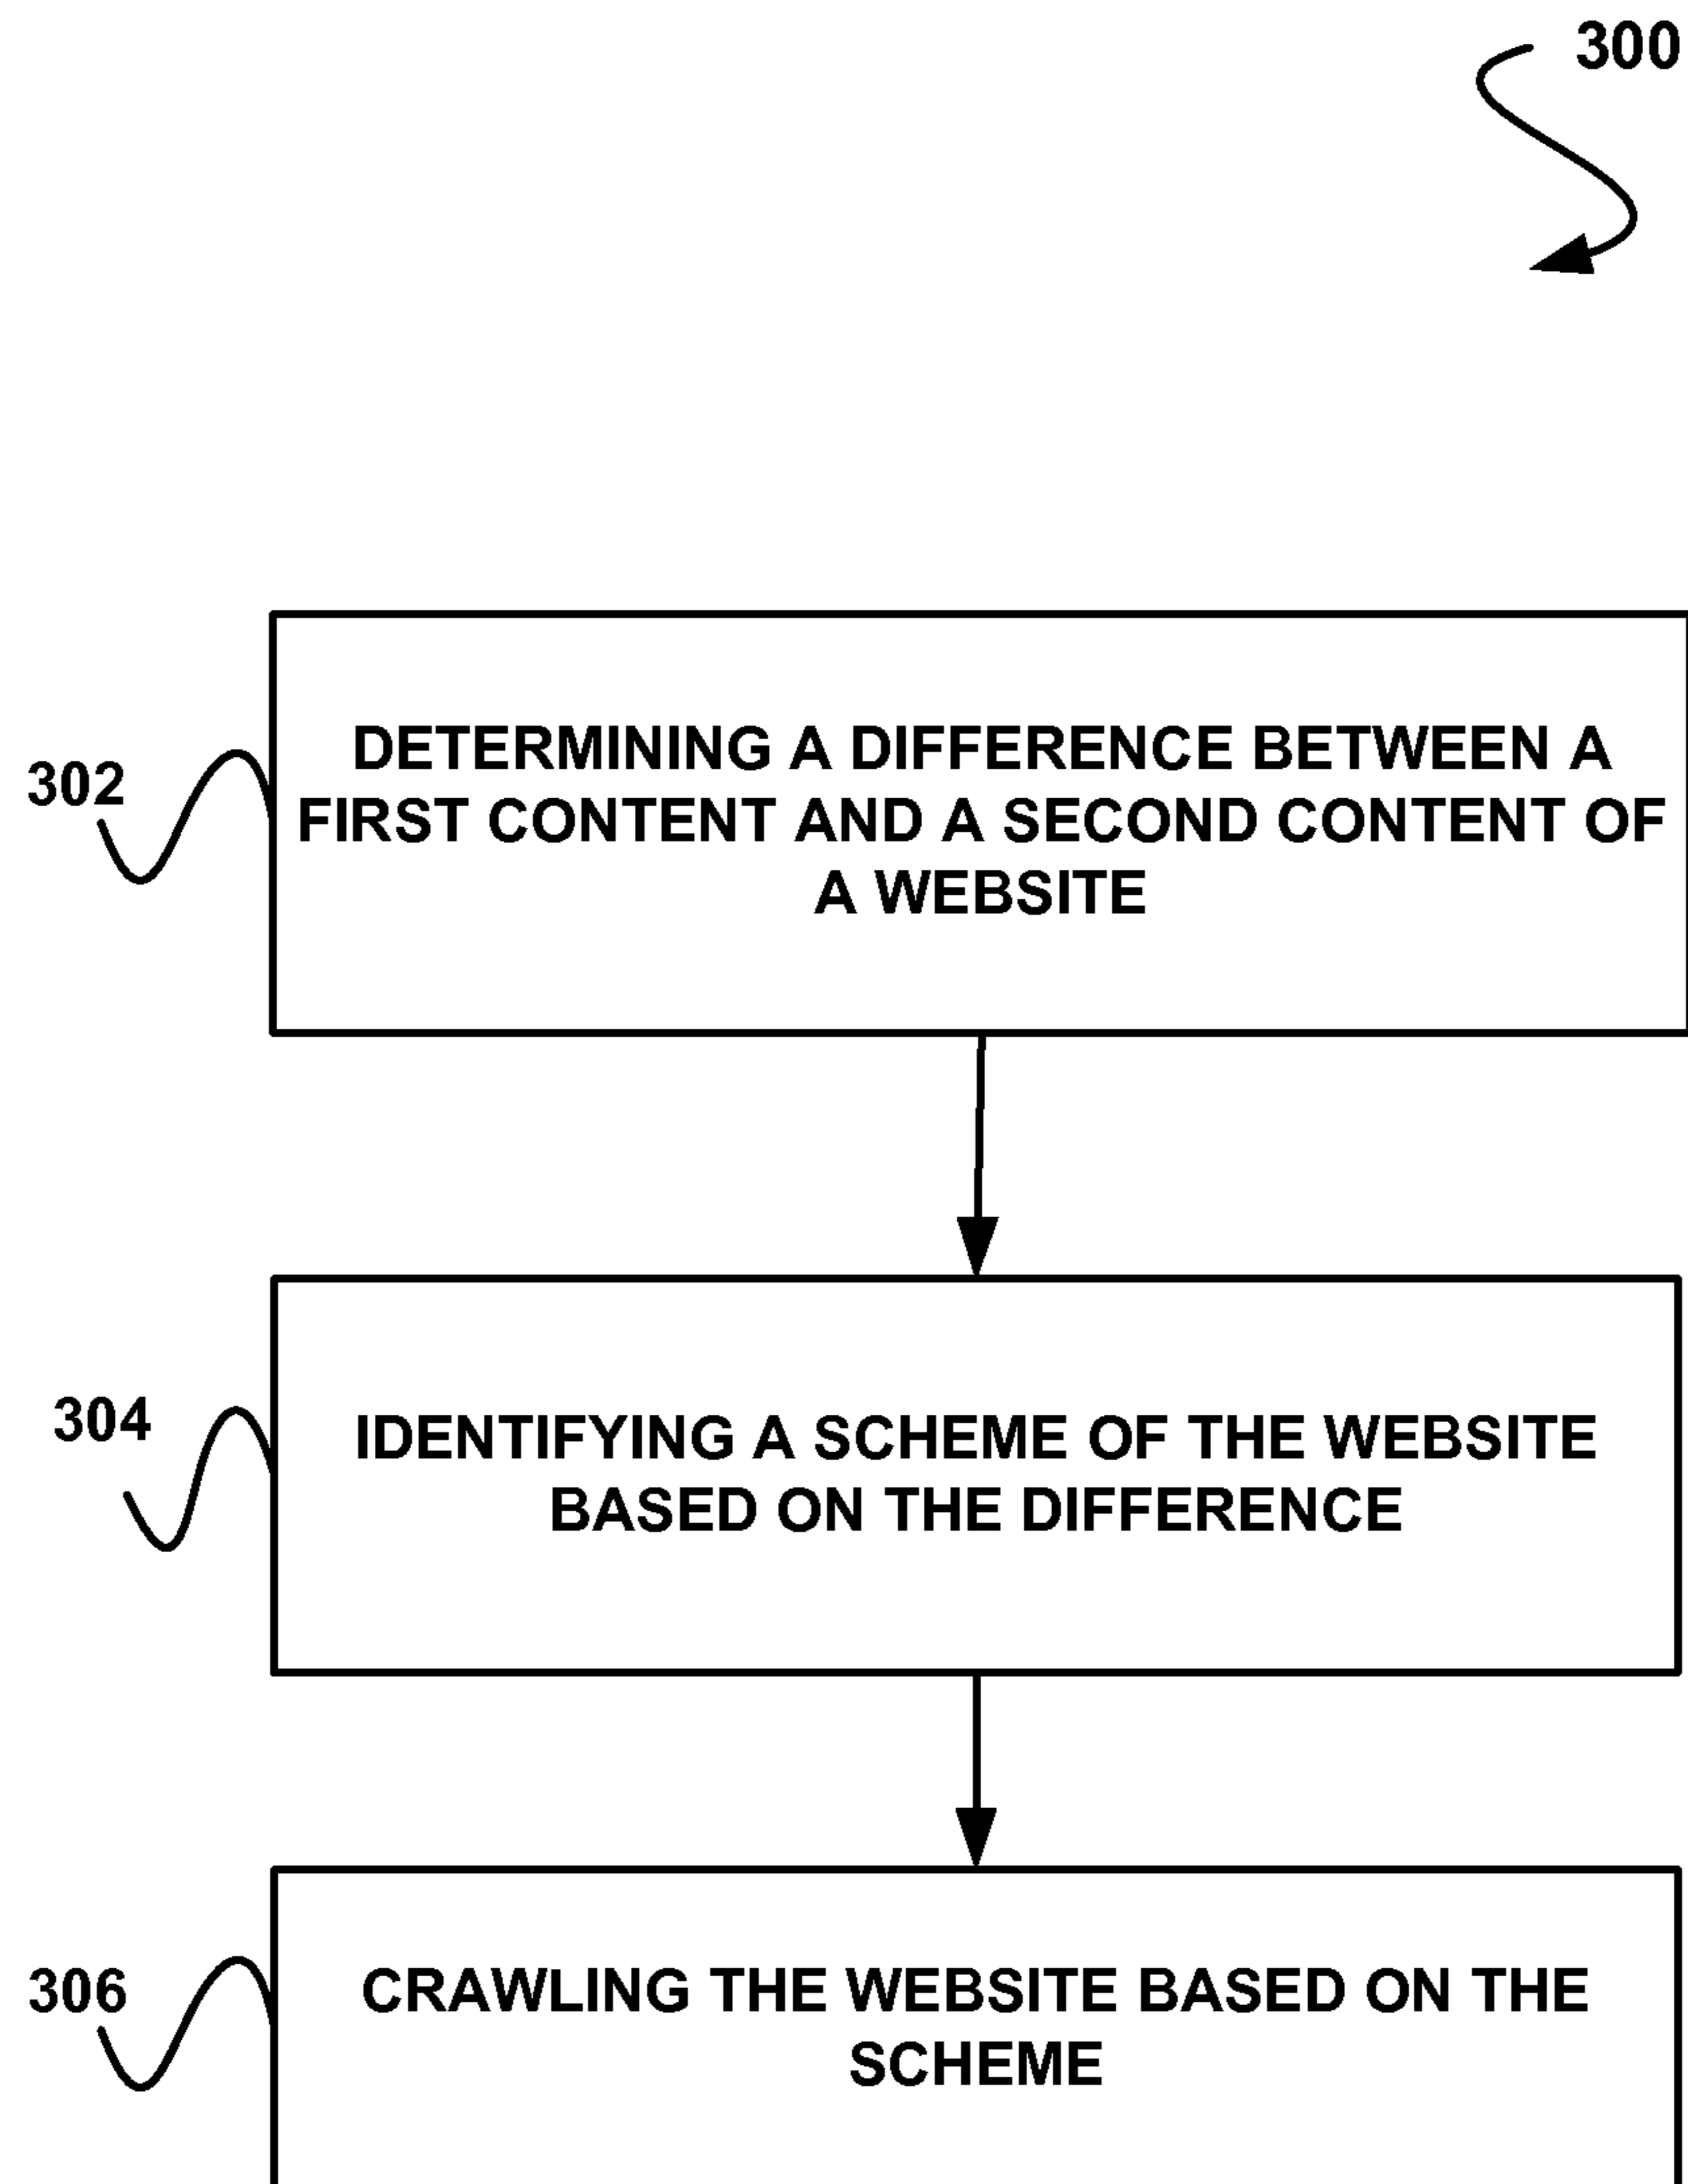 300
302
DETERMINING A DIFFERENCE BETWEEN A
FIRST CONTENT AND A SECOND CONTENT OF
A WEBSITE
304
IDENTIFYING A SCHEME OF THE WEBSITE
BASED ON THE DIFFERENCE
306
CRAWLING THE WEBSITE BASED ON THE
SCHEME